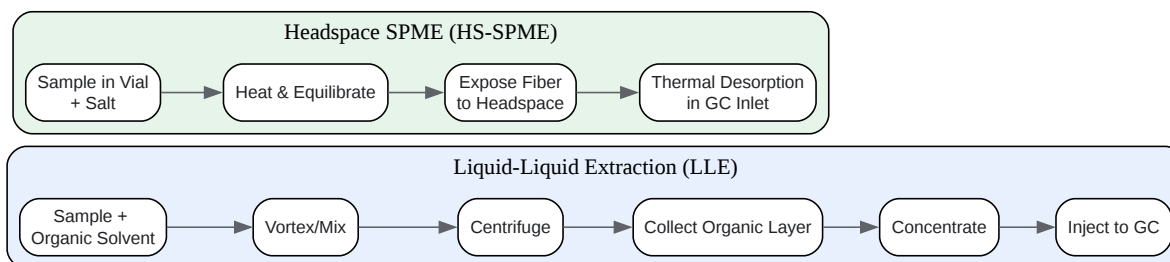 Headspace SPME (HS-SPME)
Sample in Vial
+ Salt
Heat & Equilibrate
Expose Fiber
to Headspace
Thermal Desorption
in GC Inlet
Liquid-Liquid Extraction (LLE)
Sample +
Organic Solvent
Vortex/Mix
Centrifuge
Collect Organic Layer
Concentrate
Inject to GC